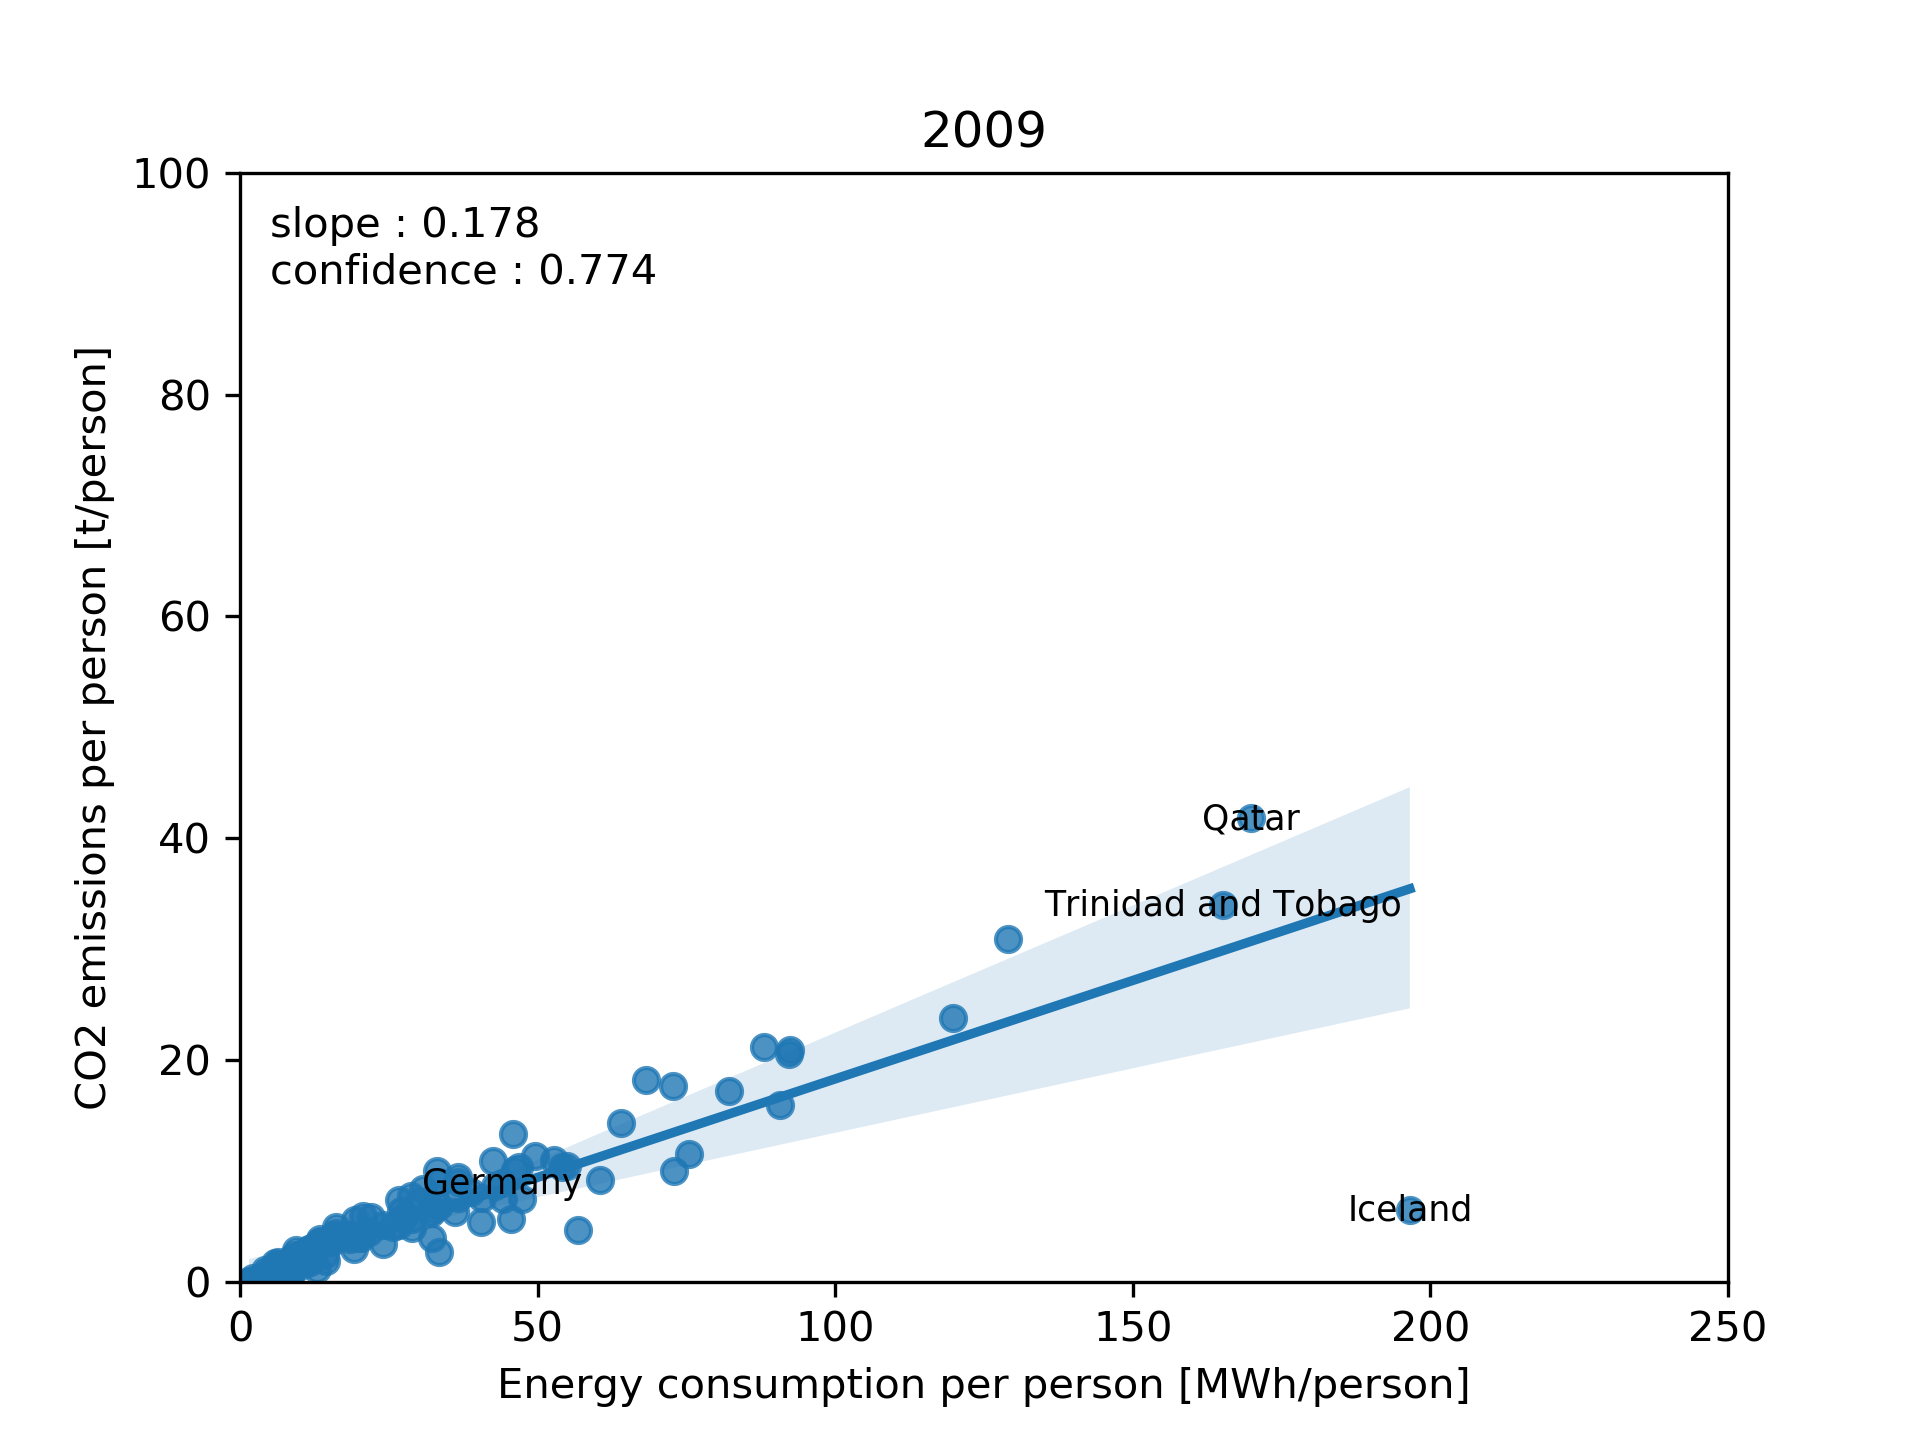 2009
slope : 0.178
confidence : 0.774
CO2 emissions per person [t/person]
100
80
60
40
20
0
Qatar
Trinidad and Tobago
Germany
Iceland
0 50 100 150 200 250
Energy consumption per person [MWh/person]